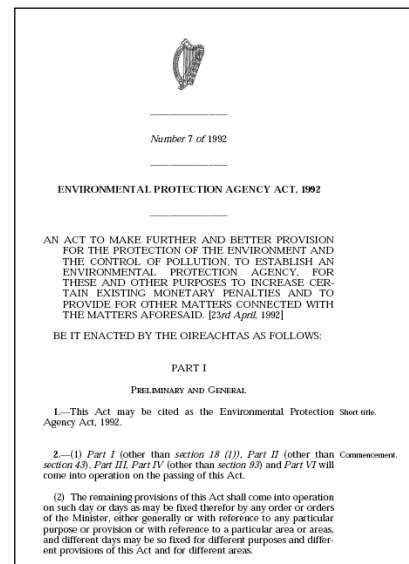 Number 7 of 1992
ENVIRONMENTAL PROTECTION AGENCY ACT, 1992
AN ACT TO MAKE FURTHER AND BETTER PROVISION
FOR THE PROTECTION OF THE ENVIRONMENT AND
THE CONTROL OF POLLUTION, TO ESTABLISH AN
ENVIRONMENTAL PROTECTION AGENCY, FOR
THESE AND OTHER PURPOSES TO INCREASE CER-
TAIN EXISTING MONETARY PENALTIES AND TO
PROVIDE FOR OTHER MATTERS CONNECTED WITH
THE MATTERS AFORESAID. [23rd April, 1992]
BE IT ENACTED BY THE OIREACHTAS AS FOLLOWS:
PART I
PRELIMINARY AND GENERAL
1.—This Act may be cited as the Environmental Protection Short title.
Agency Act, 1992.
2.—(1) Part I (other than section 18 (1)), Part II (other than Commencement.
section 43), Part III, Part IV (other than section 93) and Part VI will
come into operation on the passing of this Act.
(2) The remaining provisions of this Act shall come into operation
on such day or days as may be fixed therefor by any order or orders
of the Minister, either generally or with reference to any particular
purpose or provision or with reference to a particular area or areas,
and different days may be so fixed for different purposes and differ-
ent provisions of this Act and for different areas.